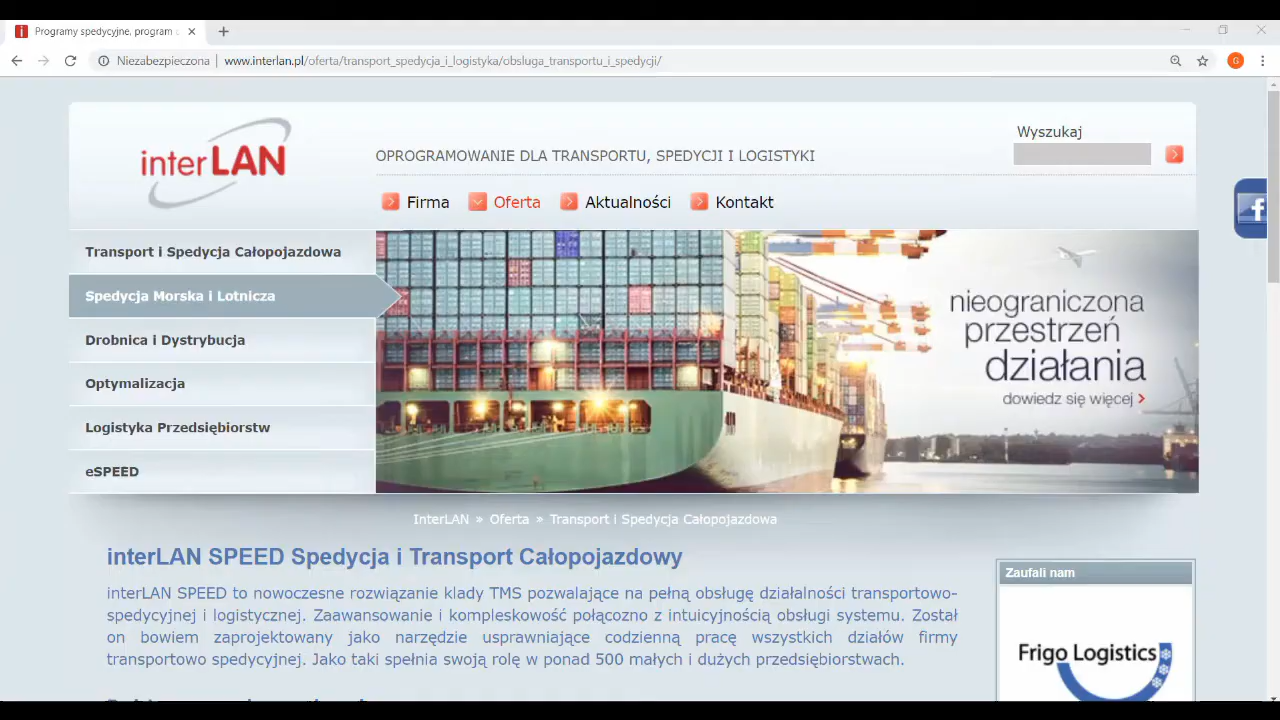 Programy spedycyjne, program
Niezabezpieczona | www.interlan.pl/oferta/transport_spedycja_i_logistyka/obsluga_transportu_i_spedycji/
G
interLAN
OPROGRAMOWANIE DLA TRANSPORTU, SPEDYCJI I LOGISTYKI
Wyszukaj
Firma Oferta Aktualności Kontakt
f
Transport i Spedycja Całopojazdowa
Spedycja Morska i Lotnicza
Drobnica i Dystrybucja
Optymalizacja
Logistyka Przedsiębiorstw
eSPEED
nieograniczona
przestrzeń
działania
dowiedz się więcej
InterLAN » Oferta » Transport i Spedycja Całopojazdowa
interLAN SPEED Spedycja i Transport Całopojazdowy
interLAN SPEED to nowoczesne rozwiązanie klady TMS pozwalające na pełną obsługę działalności transportowo-
spedycyjnej i logistycznej. Zaawansowanie i kompleskowość połączono z intuicyjnością obsługi systemu. Został
on bowiem zaprojektowany jako narzędzie usprawniające codzienną pracę wszystkich działów firmy
transportowo spedycyjnej. Jako taki spełnia swoją rolę w ponad 500 małych i dużych przedsiębiorstwach.
Zaufali nam
Frigo Logistics